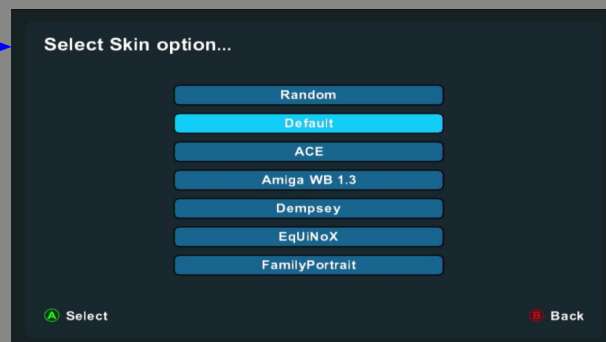 Select Skin option...
Random
Default
ACE
Amiga WB 1.3
Dempsey
EqUiNoX
FamilyPortrait
A Select
B Back